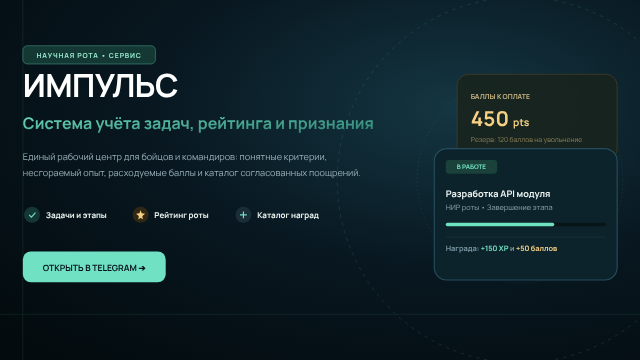 НАУЧНАЯ РОТА • СЕРВИС
ИМПУЛЬС
Система учёта задач, рейтинга и признания
Единый рабочий центр для бойцов и командиров: понятные критерии,
несгораемый опыт, расходуемые баллы и каталог согласованных поощрений.
Задачи и этапы
Рейтинг роты
Каталог наград
ОТКРЫТЬ В TELEGRAM ➔
БАЛЛЫ К ОПЛАТЕ
450 pts
Резерв: 120 баллов на увольнение
В РАБОТЕ
Разработка API модуля
НИР роты • Завершение этапа
Награда: +150 XP и +50 баллов